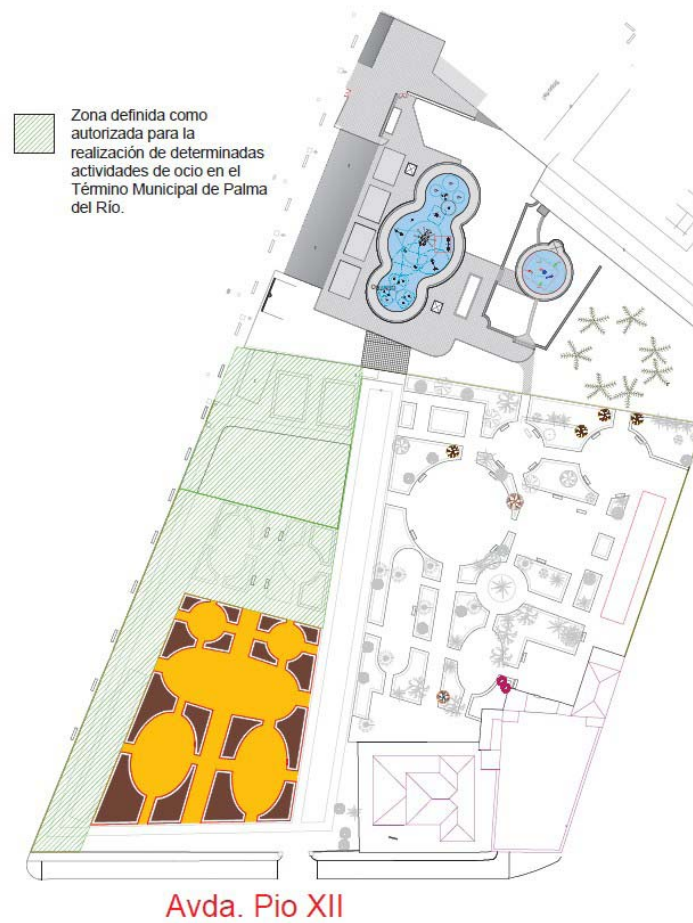 Zona definida como
autorizada para la
realización de determinadas
actividades de ocio en el
Término Municipal de Palma
del Río.
Avda. Pio XII